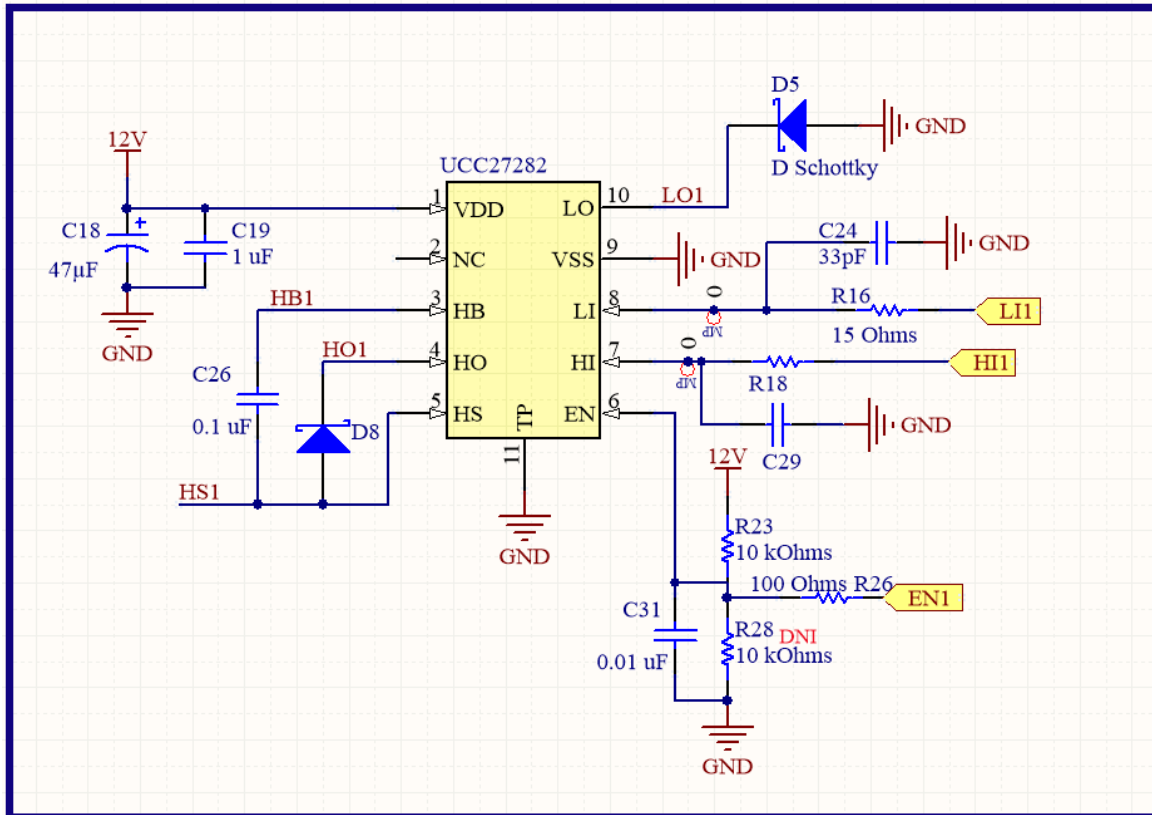 D5
GND
D Schottky
12V
UCC27282
C18
+
47µF
C19
1 uF
GND
1
VDD
2
NC
3
HB
4
HO
5
HS
10
LO
9
VSS
8
LI
7
HI
6
EN
TP
11
GND
LO1
GND
C24
33pF
GND
O
MP
R16
15 Ohms
LI1
O
MP
R18
HI1
C29
GND
HB1
HO1
C26
0.1 uF
D8
HS1
12V
R23
10 kOhms
100 Ohms R26
EN1
C31
0.01 uF
R28
DNI
10 kOhms
GND